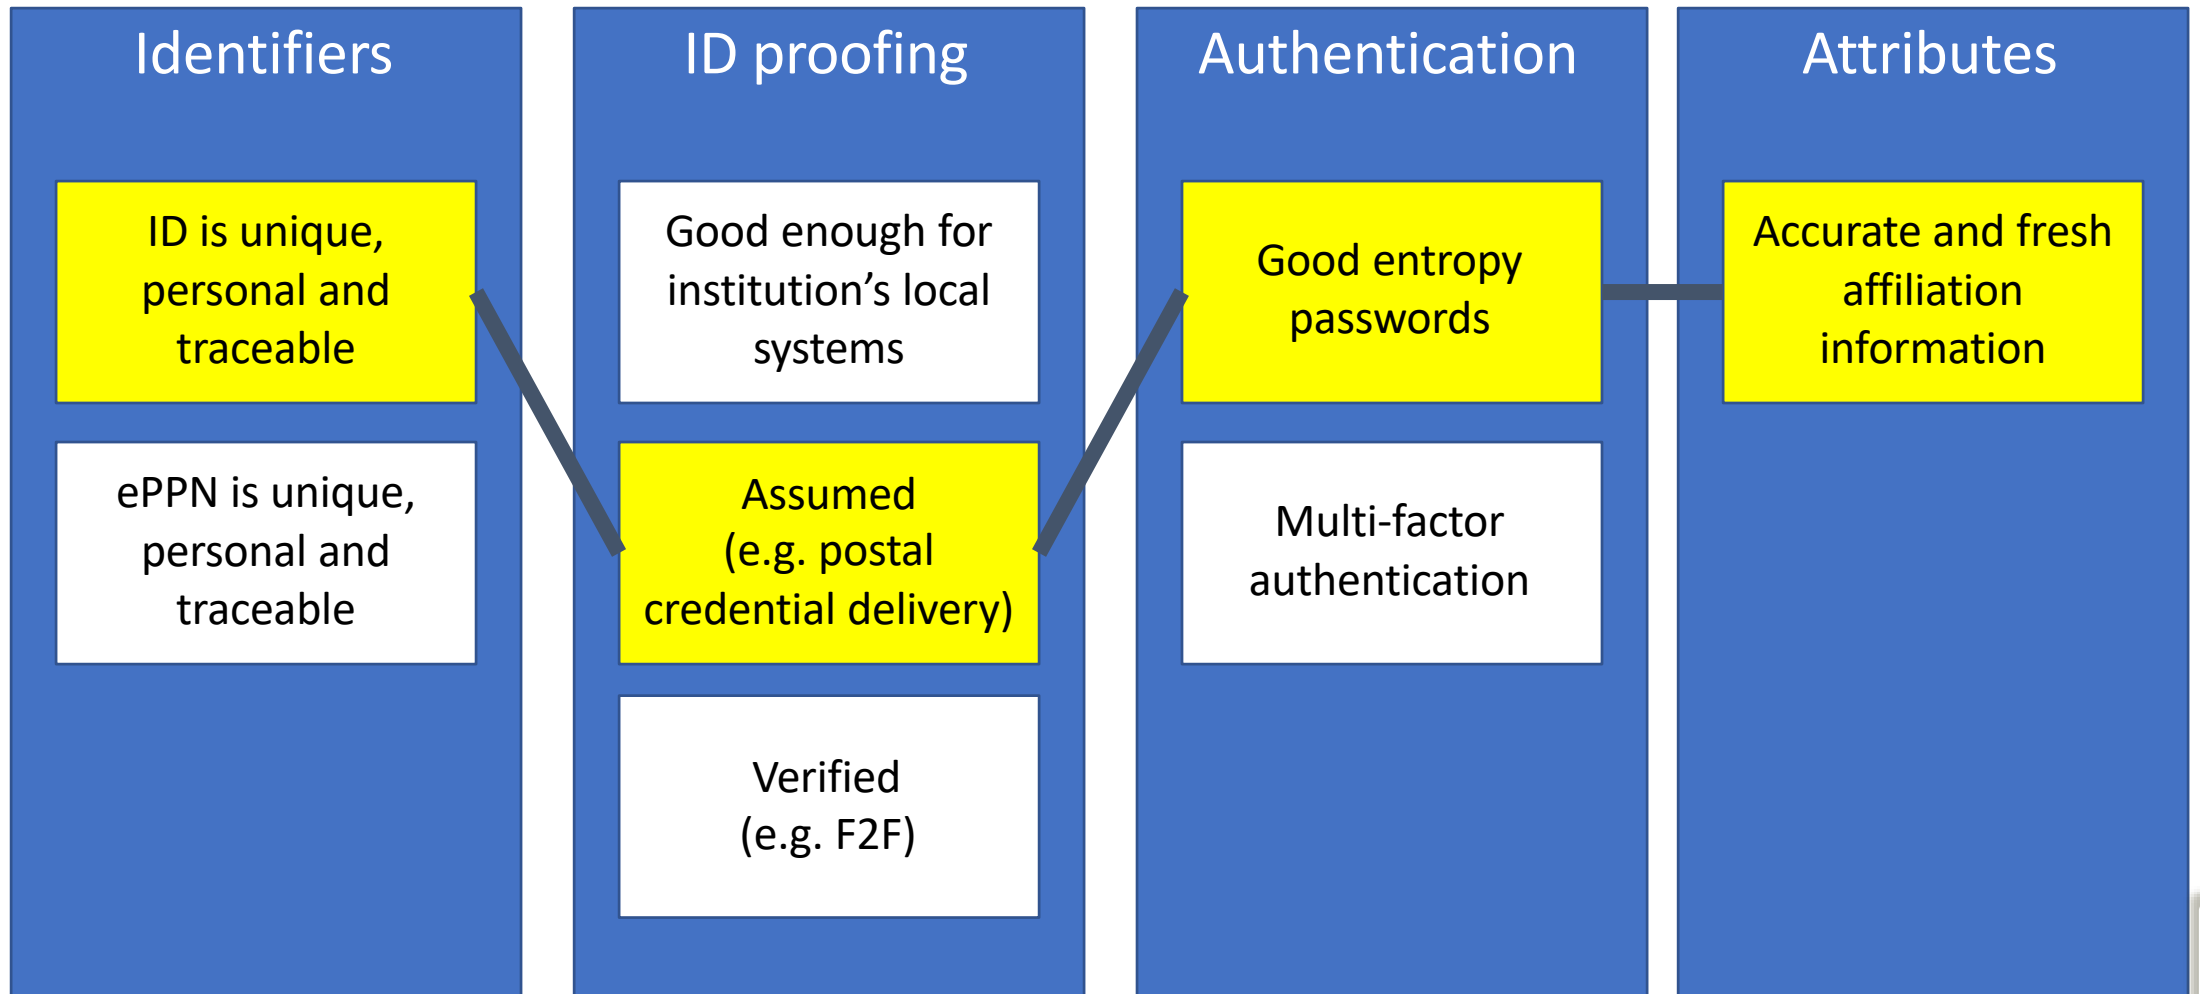 Identifiers
ID is unique,
personal and
traceable
ePPN is unique,
personal and
traceable
ID proofing
Good enough for
institution’s local
systems
Assumed
(e.g. postal
credential delivery)
Verified
(e.g. F2F)
Authentication
Good entropy
passwords
Multi-factor
authentication
Attributes
Accurate and fresh
affiliation
information